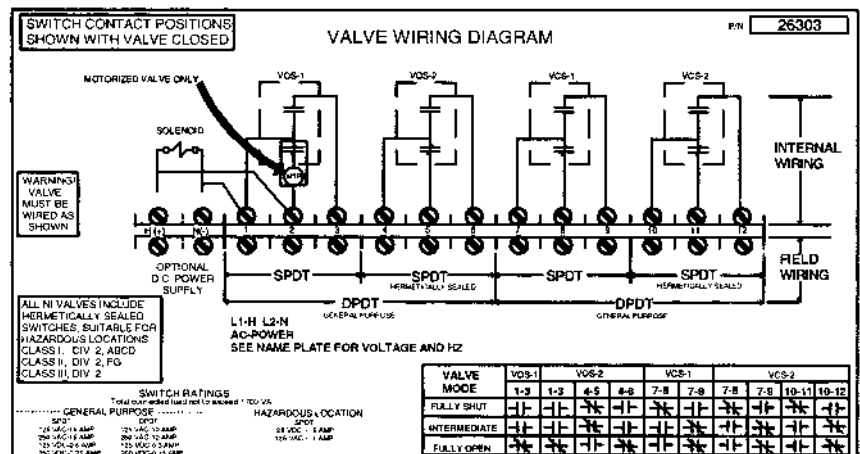 SWITCH CONTACT POSITIONS
SHOWN WITH VALVE CLOSED
VALVE WIRING DIAGRAM
P/N 26303
MOTORIZED VALVE ONLY
VOS-1
VOS-2
VCS-1
VCS-2
SOLENOID
INTERNAL
WIRING
WARNING!
VALVE
MUST BE
WIRED AS
SHOWN
H (+) N(-) 1 2 3 4 5 6 7 8 9 10 11 12
OPTIONAL
D C POWER
SUPPLY
SPDT
SPDT
HERMETICALLY SEALED
SPDT
SPDT
HERMETICALLY SEALED
FIELD
WIRING
DPDT
GENERAL PURPOSE
DPDT
GENERAL PURPOSE
L1-H L2-N
AC-POWER
SEE NAME PLATE FOR VOLTAGE AND HZ
ALL NI VALVES INCLUDE
HERMETICALLY SEALED
SWITCHES, SUITABLE FOR
HAZARDOUS LOCATIONS
CLASS I, DIV 2, ABCD
CLASS II, DIV 2, FG
CLASS III, DIV 2
SWITCH RATINGS
Total connected load not to exceed
GENERAL PURPOSE
HAZARDOUS LOCATION
SPDT DPDT SPDT
VALVE
MODE
VOS-1 VOS-2 VCS-1 VCS-2
1-3 1-3 4-5 4-6 7-8 7-9 7-8 7-9 10-11 10-12
FULLY SHUT
INTERMEDIATE
FULLY OPEN